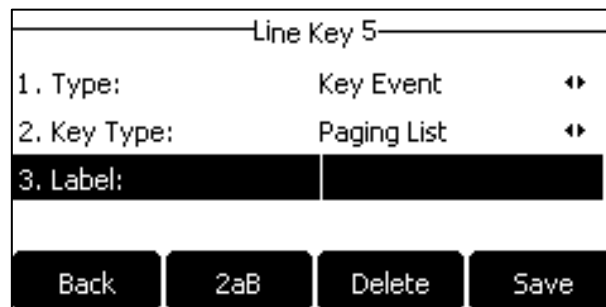 Line Key 5
1. Type: Key Event
2. Key Type: Paging List
3. Label:
Back 2aB Delete Save